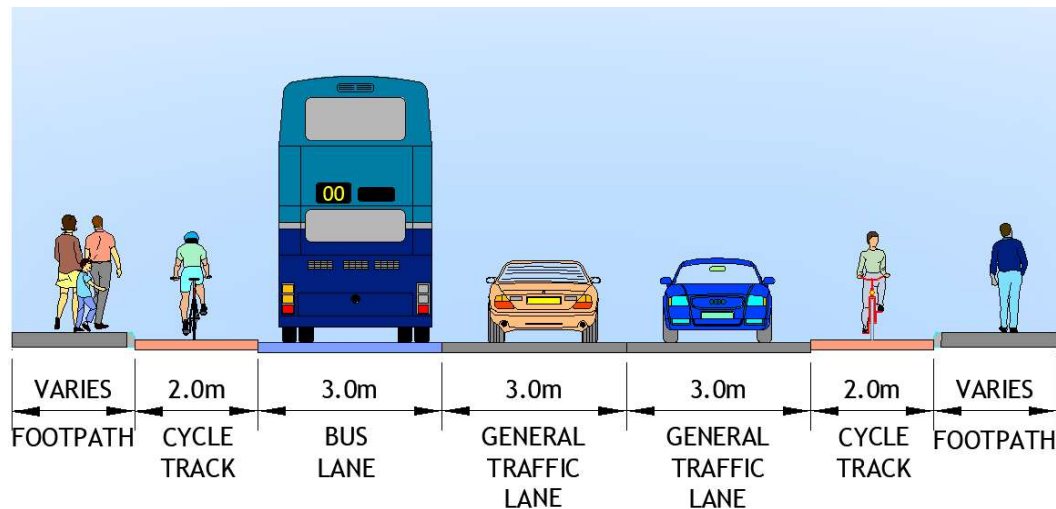 00
VARIES
2.0m
3.0m
3.0m
3.0m
2.0m
VARIES
FOOTPATH
CYCLE
TRACK
BUS
LANE
GENERAL
TRAFFIC
LANE
GENERAL
TRAFFIC
LANE
CYCLE
TRACK
FOOTPATH